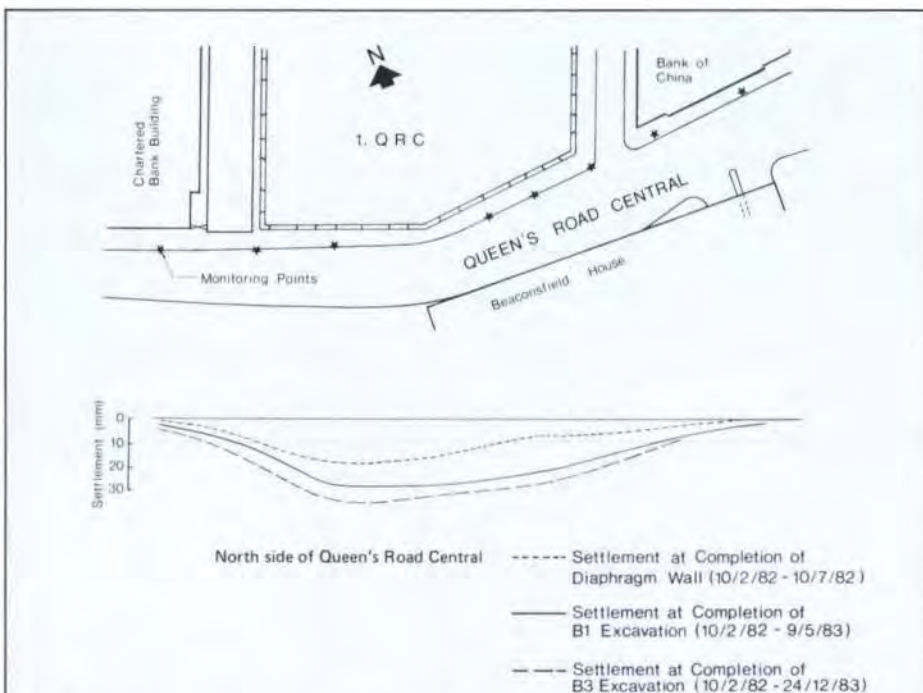 N
Bank of
China
Chartered
Bank Building
1. Q R C
QUEEN'S ROAD CENTRAL
Monitoring Points
Beaconsfield House
Settlement (mm)
0
10
20
30
North side of Queen's Road Central
Settlement at Completion of
Diaphragm Wall (10/2/82 - 10/7/82)
Settlement at Completion of
B1 Excavation (10/2/82 - 9/5/83)
Settlement at Completion of
B3 Excavation (10/2/82 - 24/12/83)